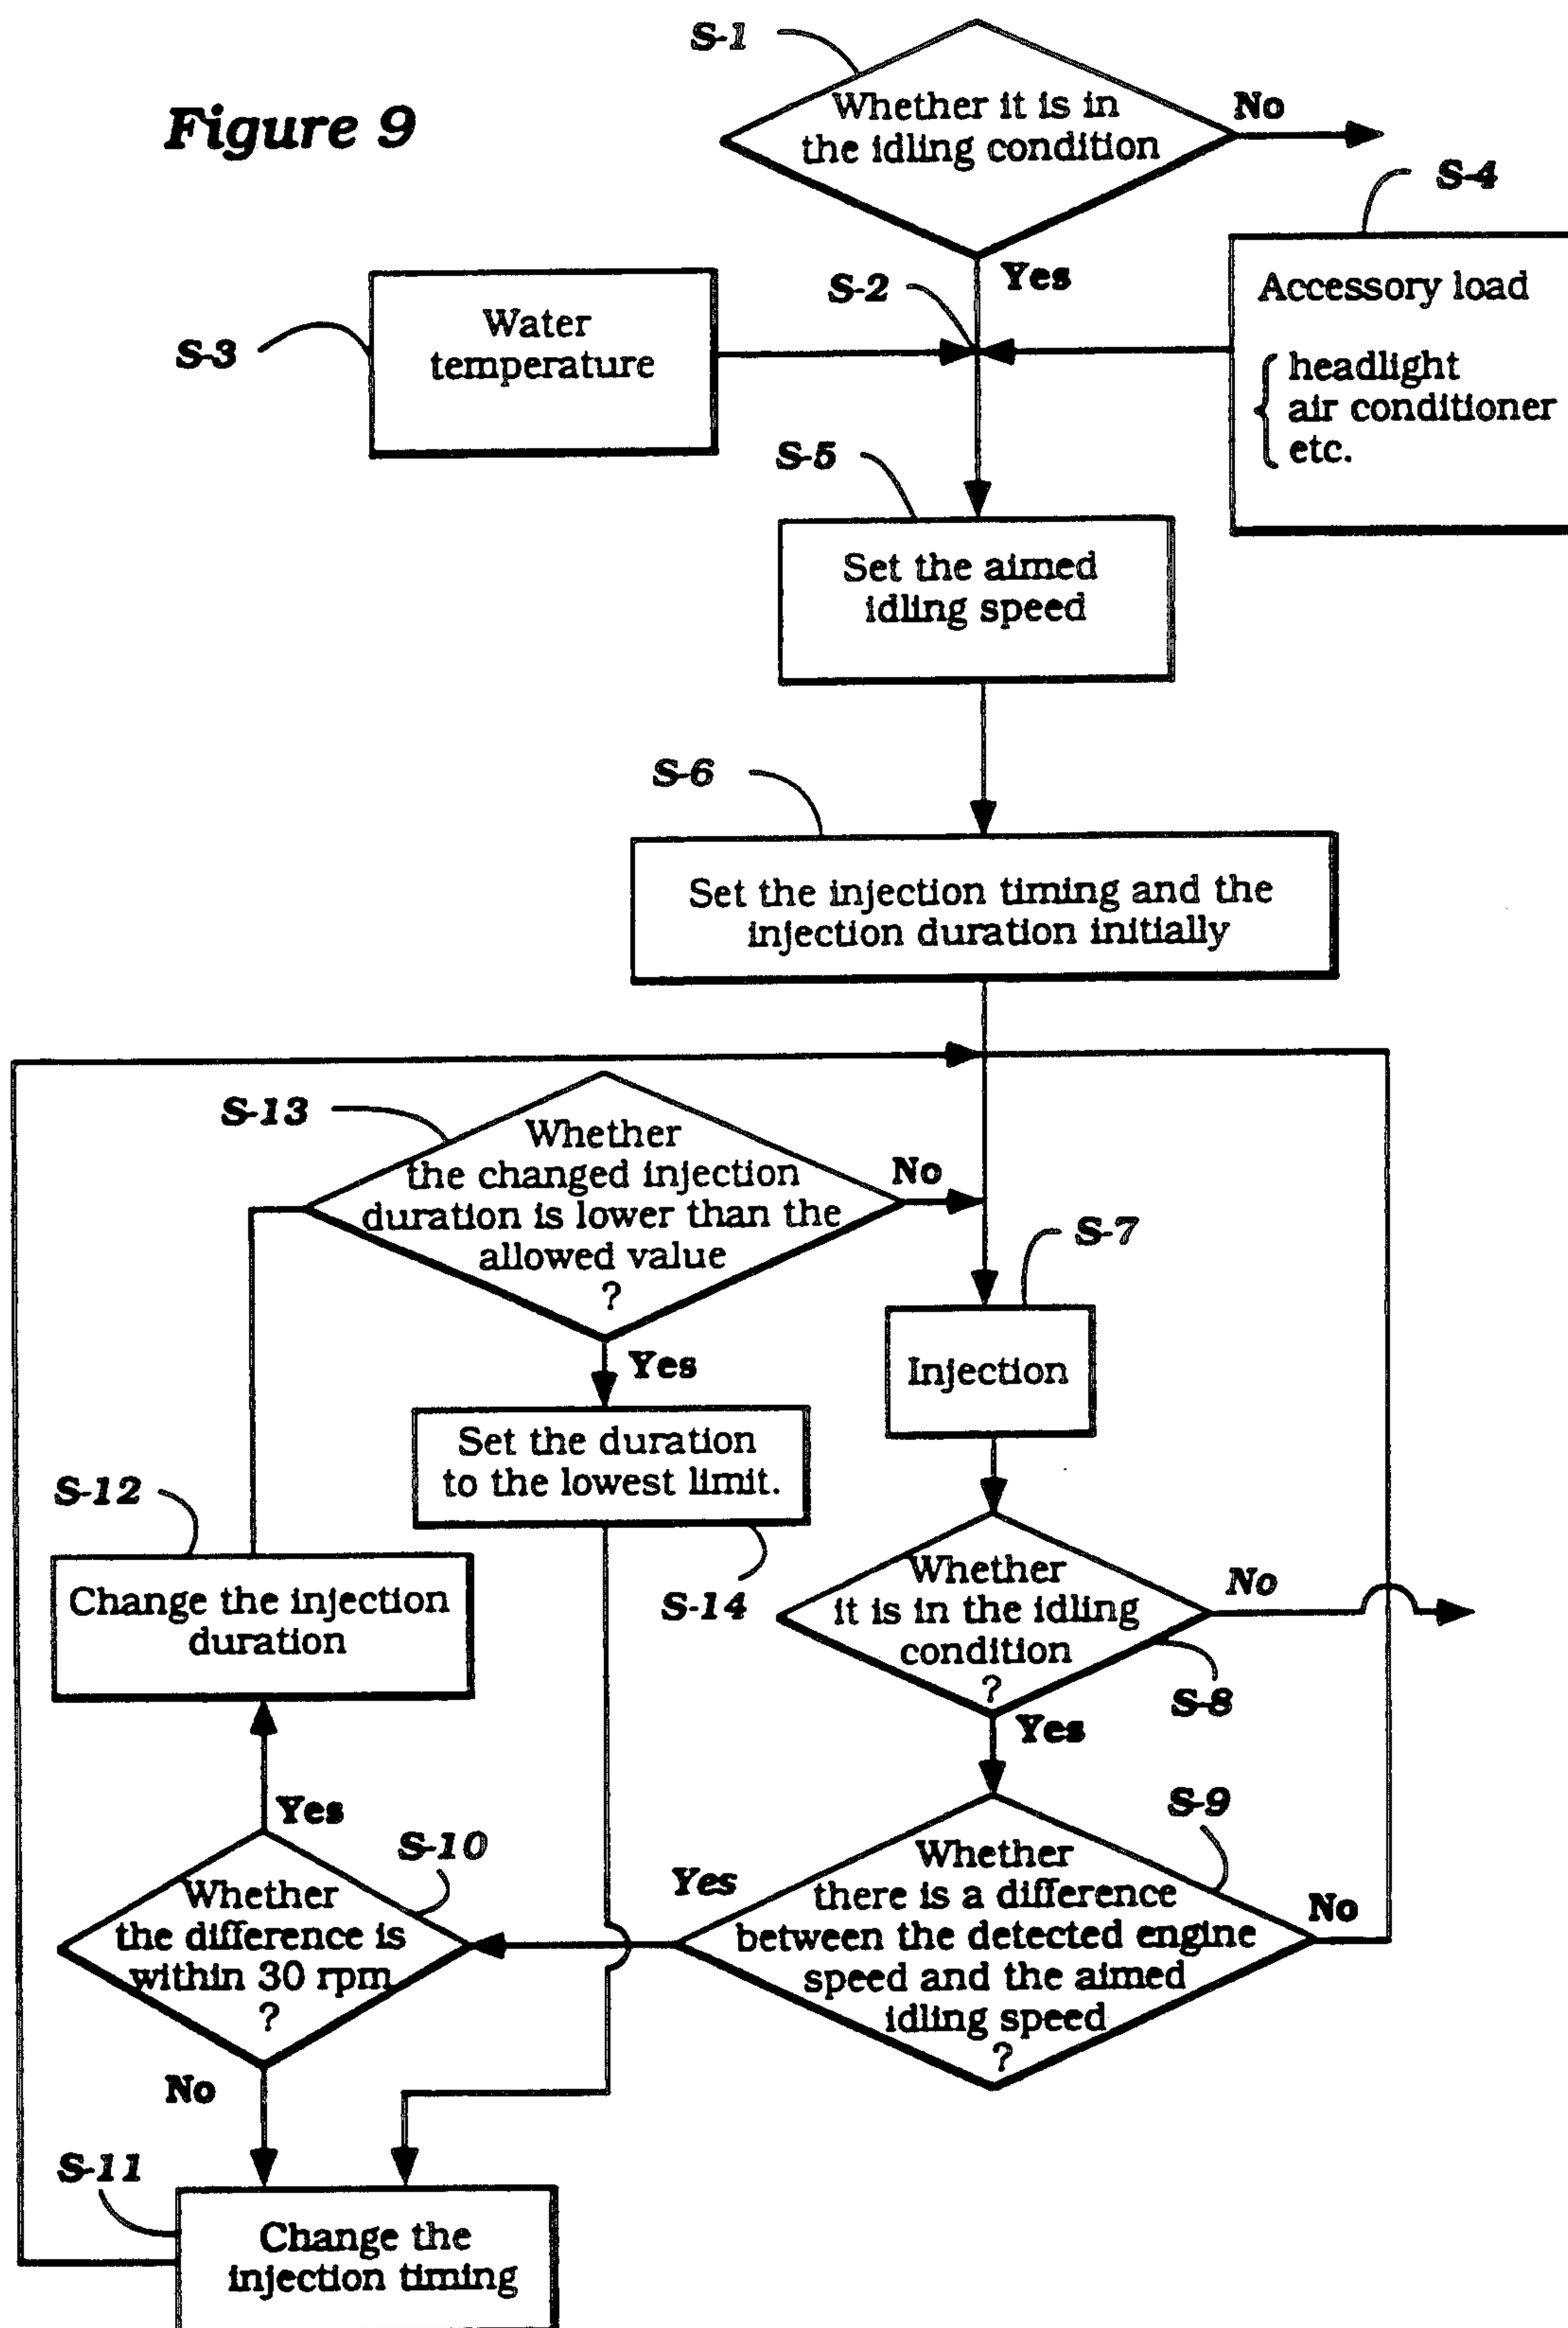 Figure 9
S-1
Whether it is in
the idling condition
No
Yes
S-2
S-3
Water
temperature
S-4
Accessory load
headlight
air conditioner
etc.
S-5
Set the aimed
idling speed
S-6
Set the injection timing and the
injection duration initially
S-13
Whether
the changed injection
duration is lower than the
allowed value
?
No
Yes
S-7
Injection
Set the duration
to the lowest limit.
S-14
S-12
Change the injection
duration
Whether
it is in the idling
condition
?
No
S-8
Yes
S-9
Whether
there is a difference
between the detected engine
speed and the aimed
idling speed
?
Yes
No
Yes
S-10
Whether
the difference is
within 30 rpm
?
No
S-11
Change the
injection timing